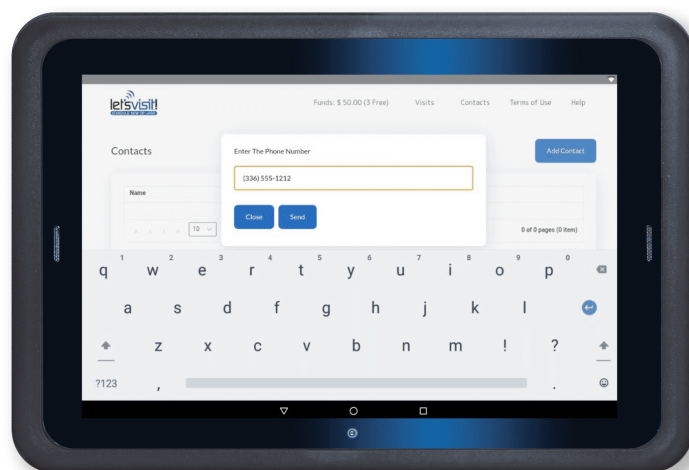 let'svisit!
Funds: $ 50.00 (3 Free) Visits Contacts Terms of Use Help
Contacts
Enter The Phone Number
Add Contact
(336) 555-1212
Name
Close Send
10
0 of 0 pages (0 item)
q 1 w 2 e 3 r 4 t 5 y 6 u 7 i 8 o 9 p 0
a s d f g h j k l
z x c v b n m ! ?
?123 , .